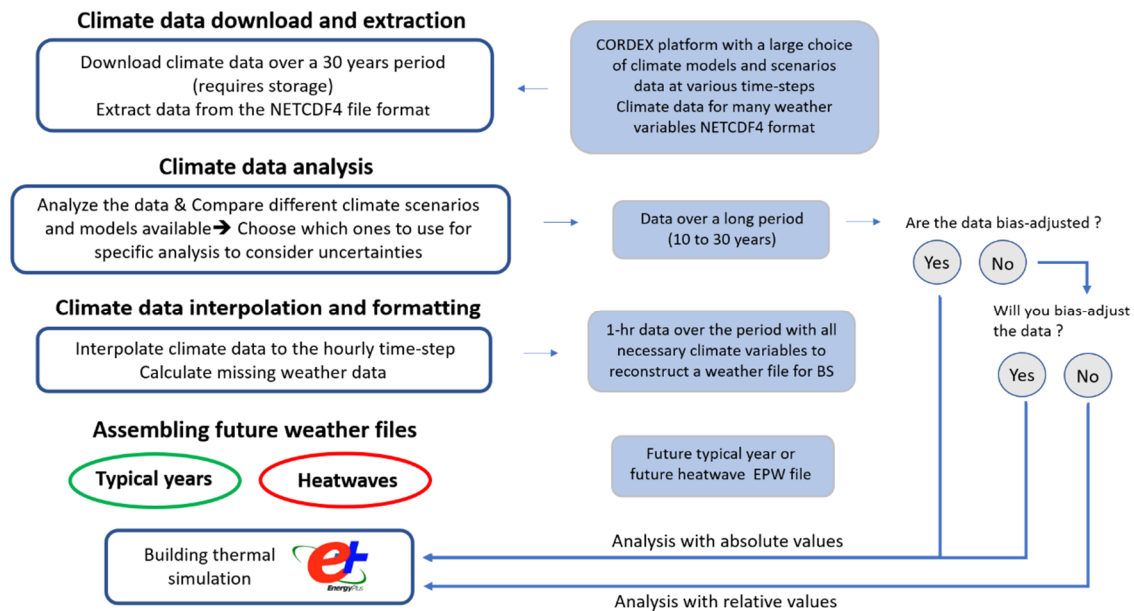 Climate data download and extraction
Download climate data over a 30 years period
(requires storage)
Extract data from the NETCDF4 file format
CORDEX platform with a large choice
of climate models and scenarios
data at various time-steps
Climate data for many weather
variables NETCDF4 format
Climate data analysis
Analyze the data & Compare different climate scenarios
and models available➔ Choose which ones to use for
specific analysis to consider uncertainties
Data over a long period
(10 to 30 years)
Are the data bias-adjusted ?
Yes
No
Will you bias-adjust
the data ?
Yes
No
Climate data interpolation and formatting
Interpolate climate data to the hourly time-step
Calculate missing weather data
1-hr data over the period with all
necessary climate variables to
reconstruct a weather file for BS
Assembling future weather files
Typical years
Heatwaves
Future typical year or
future heatwave EPW file
Building thermal
simulation
e+
EnergyPlus
Analysis with absolute values
Analysis with relative values